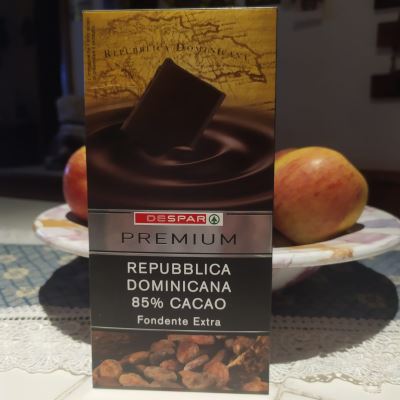 REPUBBLICA DOMINICANA
DESPAR
PREMIUM
REPUBBLICA
DOMINICANA
85% CACAO
Fondente Extra